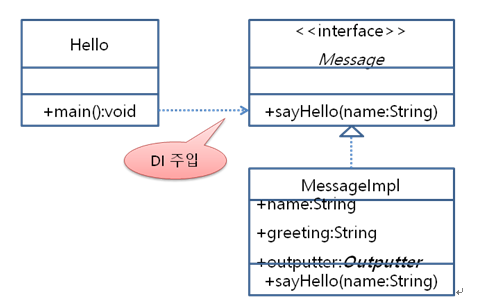 Hello
+main():void
<<interface>>
Message
+sayHello(name:String)
DI 주입
MessageImpl
+name:String
+greeting:String
+outputter:Outputter
+sayHello(name:String)